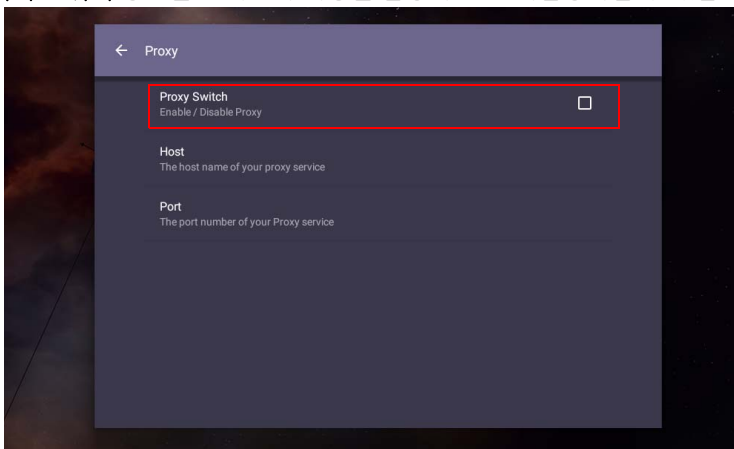 Proxy
Proxy Switch
Enable / Disable Proxy
Host
The host name of your proxy service
Port
The port number of your Proxy service